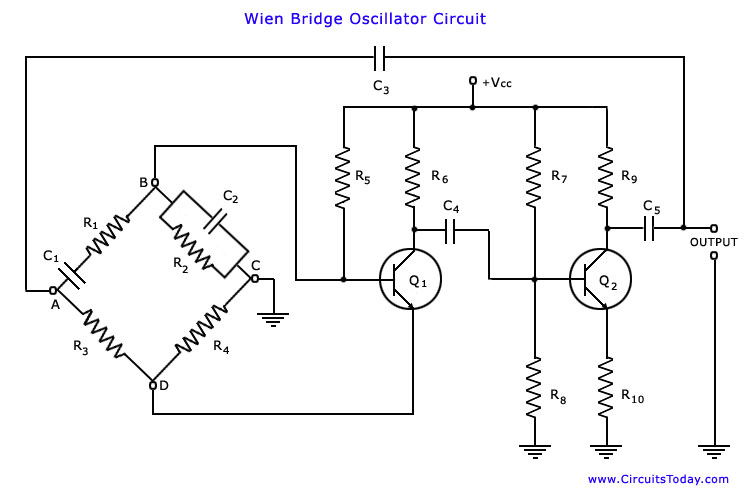 Wien Bridge Oscillator Circuit
C3
+Vcc
B
C2
R5
R6
R7
R9
R1
C4
C5
OUTPUT
C1
R2
C
Q1
Q2
A
R3
R4
D
R8
R10
www.CircuitsToday.com